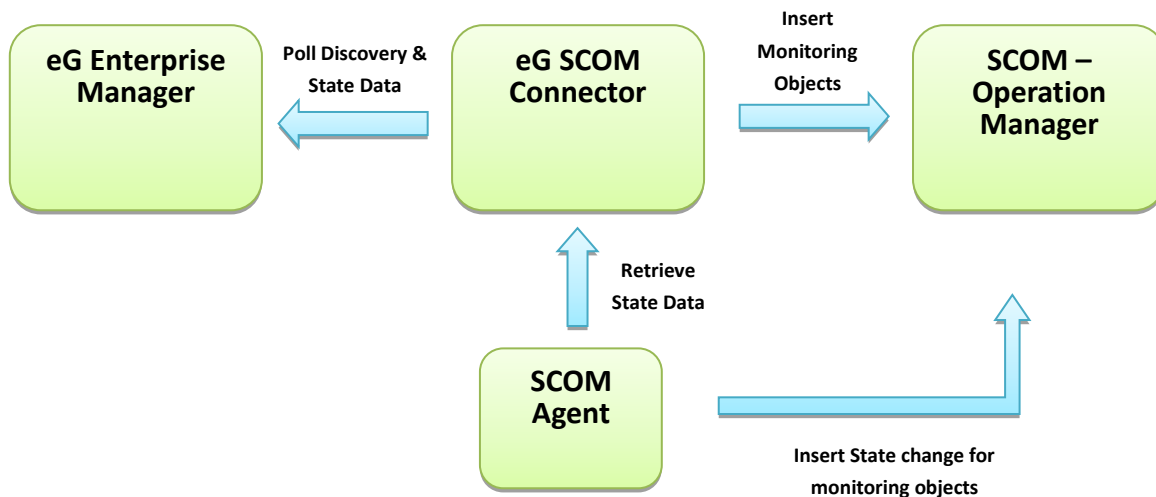 eG Enterprise
Manager
Poll Discovery &
State Data
eG SCOM
Connector
Insert
Monitoring
Objects
SCOM –
Operation
Manager
Retrieve
State Data
SCOM
Agent
Insert State change for
monitoring objects